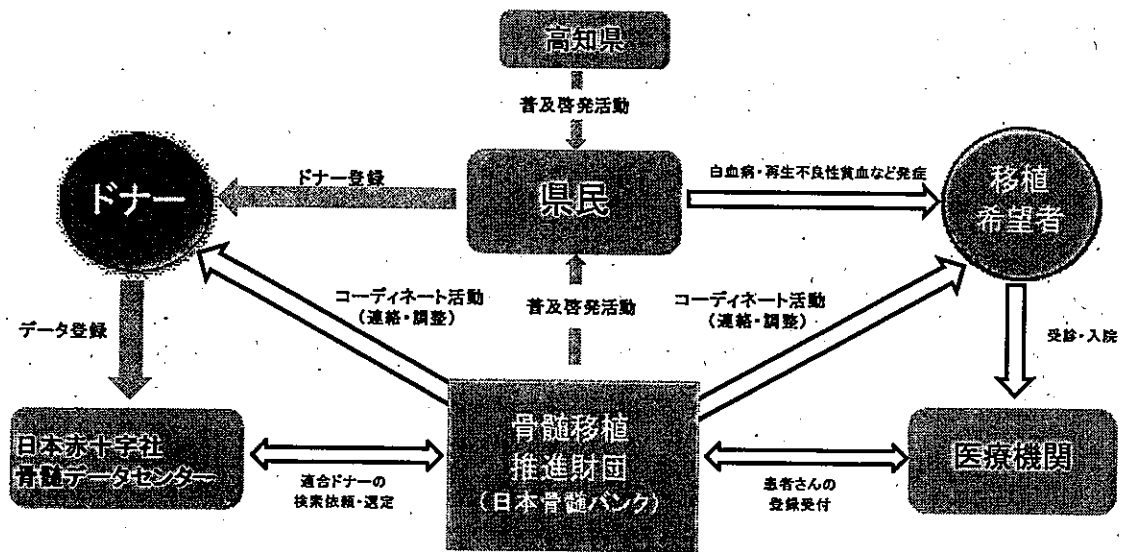 高知県
普及啓発活動
ドナー
ドナー登録
県民
白血病・再生不良性貧血など発症
移植
希望者
コーディネート活動
(連絡・調整)
普及啓発活動
コーディネート活動
(連絡・調整)
データ登録
受診・入院
日本赤十字社
骨髄データセンター
適合ドナーの
検索依頼・選定
骨髄移植
推進財団
(日本骨髄バンク)
患者さんの
登録受付
医療機関